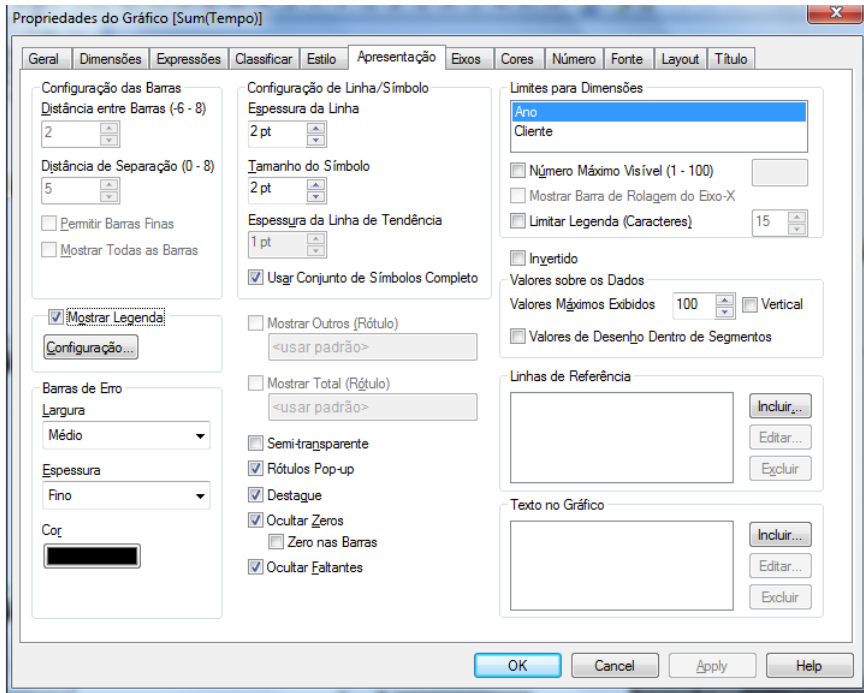 Propriedades do Gráfico [Sum(Tempo)]
Geral Dimensões Expressões Classificar Estilo Apresentação Eixos Cores Número Fonte Layout Título
Configuração das Barras
Distância entre Barras (-6 - 8)
2
Distância de Separação (0 - 8)
5
Permitir Barras Finas
Mostrar Todas as Barras
Mostrar Legenda
Configuração...
Barras de Erro
Largura
Médio
Espessura
Fino
Cor
Configuração de Linha/Símbolo
Espessura da Linha
2 pt
Tamanho do Símbolo
2 pt
Espessura da Linha de Tendência
1 pt
Usar Conjunto de Símbolos Completo
Mostrar Outros (Rótulo)
<usar padrão>
Mostrar Total (Rótulo)
<usar padrão>
Semi-transparente
Rótulos Pop-up
Destaque
Ocultar Zeros
Zero nas Barras
Ocultar Faltantes
Limites para Dimensões
Ano
Cliente
Número Máximo Visível (1 - 100)
Mostrar Barra de Rolagem do Eixo-X
Limitar Legenda (Caracteres) 15
Invertido
Valores sobre os Dados
Valores Máximos Exibidos 100 Vertical
Valores de Desenho Dentro de Segmentos
Linhas de Referência
Incluir...
Editar...
Excluir
Texto no Gráfico
Incluir...
Editar...
Excluir
OK Cancel Apply Help